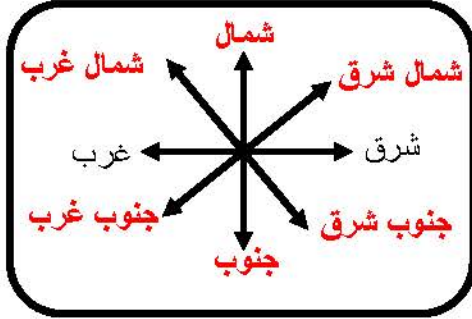 شمال
شمال شرق
شمال غرب
شرق
غرب
جنوب شرق
جنوب غرب
جنوب